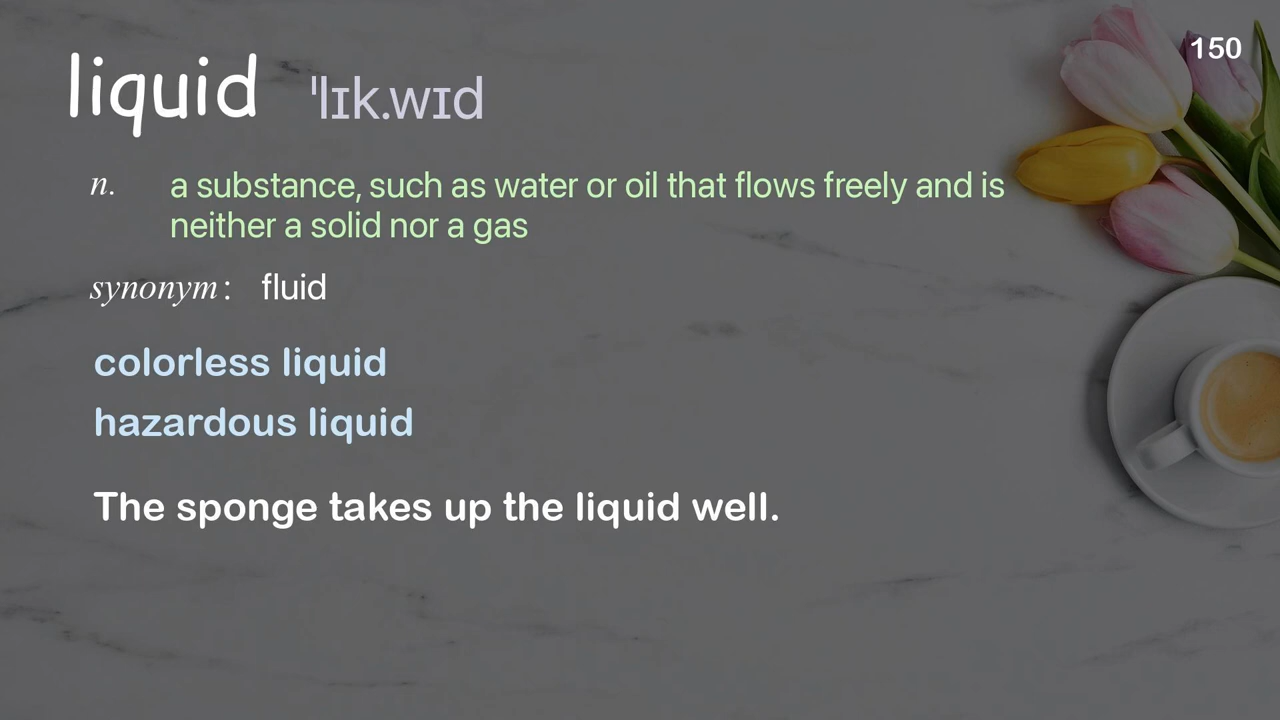 150
liquid ˈlɪk.wɪd
n. a substance, such as water or oil that flows freely and is
neither a solid nor a gas
synonym: fluid
colorless liquid
hazardous liquid
The sponge takes up the liquid well.